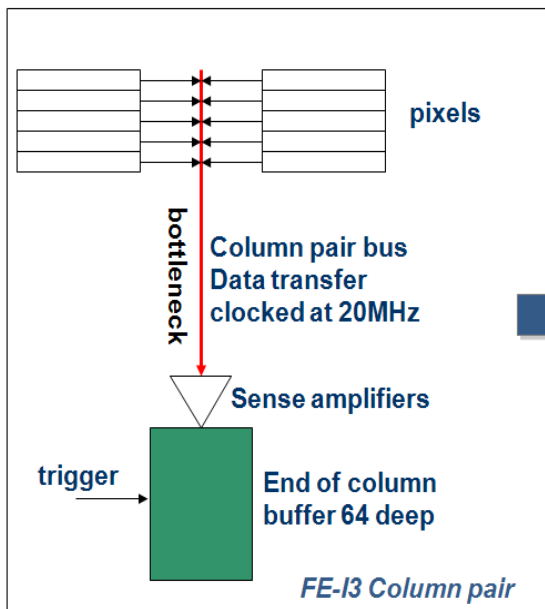 pixels
bottleneck
Column pair bus
Data transfer
clocked at 20MHz
Sense amplifiers
trigger
End of column
buffer 64 deep
FE-I3 Column pair